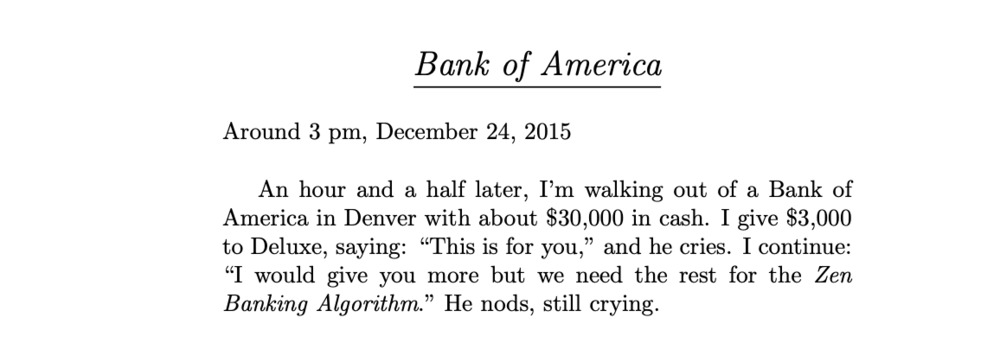 Bank of America
Around 3 pm, December 24, 2015
An hour and a half later, I’m walking out of a Bank of
America in Denver with about $30,000 in cash. I give $3,000
to Deluxe, saying: “This is for you,” and he cries. I continue:
“I would give you more but we need the rest for the Zen
Banking Algorithm.” He nods, still crying.